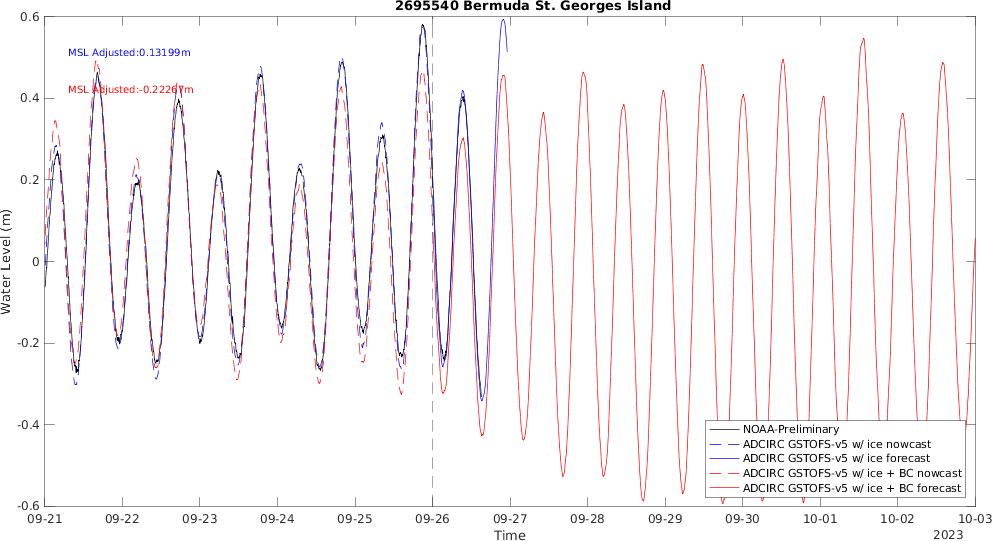 2695540 Bermuda St. Georges Island
MSL Adjusted:0.13199m
MSL Adjusted:-0.22267m
Water Level (m)
0.6
0.4
0.2
0
-0.2
-0.4
-0.6
NOAA-Preliminary
ADCIRC GSTOFS-v5 w/ ice nowcast
ADCIRC GSTOFS-v5 w/ ice forecast
ADCIRC GSTOFS-v5 w/ ice + BC nowcast
ADCIRC GSTOFS-v5 w/ ice + BC forecast
09-21 09-22 09-23 09-24 09-25 09-26 09-27 09-28 09-29 09-30 10-01 10-02 10-03
Time
2023